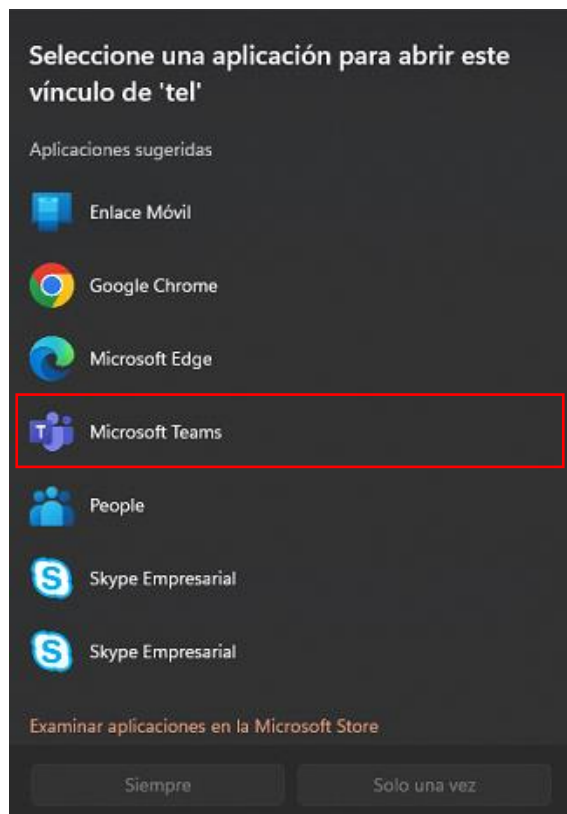 Seleccione una aplicación para abrir este
vínculo de 'tel'
Aplicaciones sugeridas
Enlace Móvil
Google Chrome
Microsoft Edge
T
Microsoft Teams
People
S
Skype Empresarial
S
Skype Empresarial
Examinar aplicaciones en la Microsoft Store
Siempre
Solo una vez